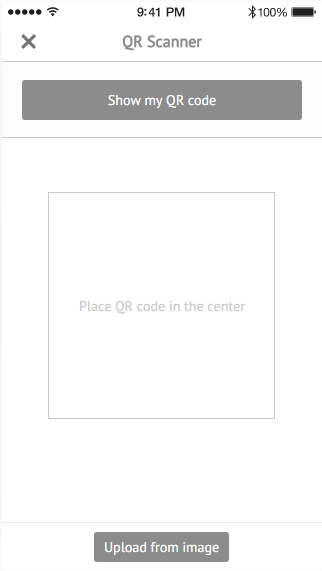 9:41 PM 100%
QR Scanner
Show my QR code
Place QR code in the center
Upload from image